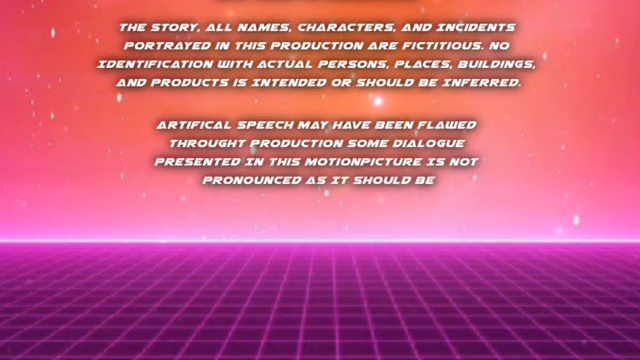 THE STORY, ALL NAMES, CHARACTERS, AND INCIDENTS
PORTRAYED IN THIS PRODUCTION ARE FICTITIOUS. NO
IDENTIFICATION WITH ACTUAL PERSONS, PLACES, BUILDINGS,
AND PRODUCTS IS INTENDED OR SHOULD BE INFERRED.
ARTIFICAL SPEECH MAY HAVE BEEN FLAWED
THROUGHT PRODUCTION SOME DIALOGUE
PRESENTED IN THIS MOTIONPICTURE IS NOT
PRONOUNCED AS IT SHOULD BE